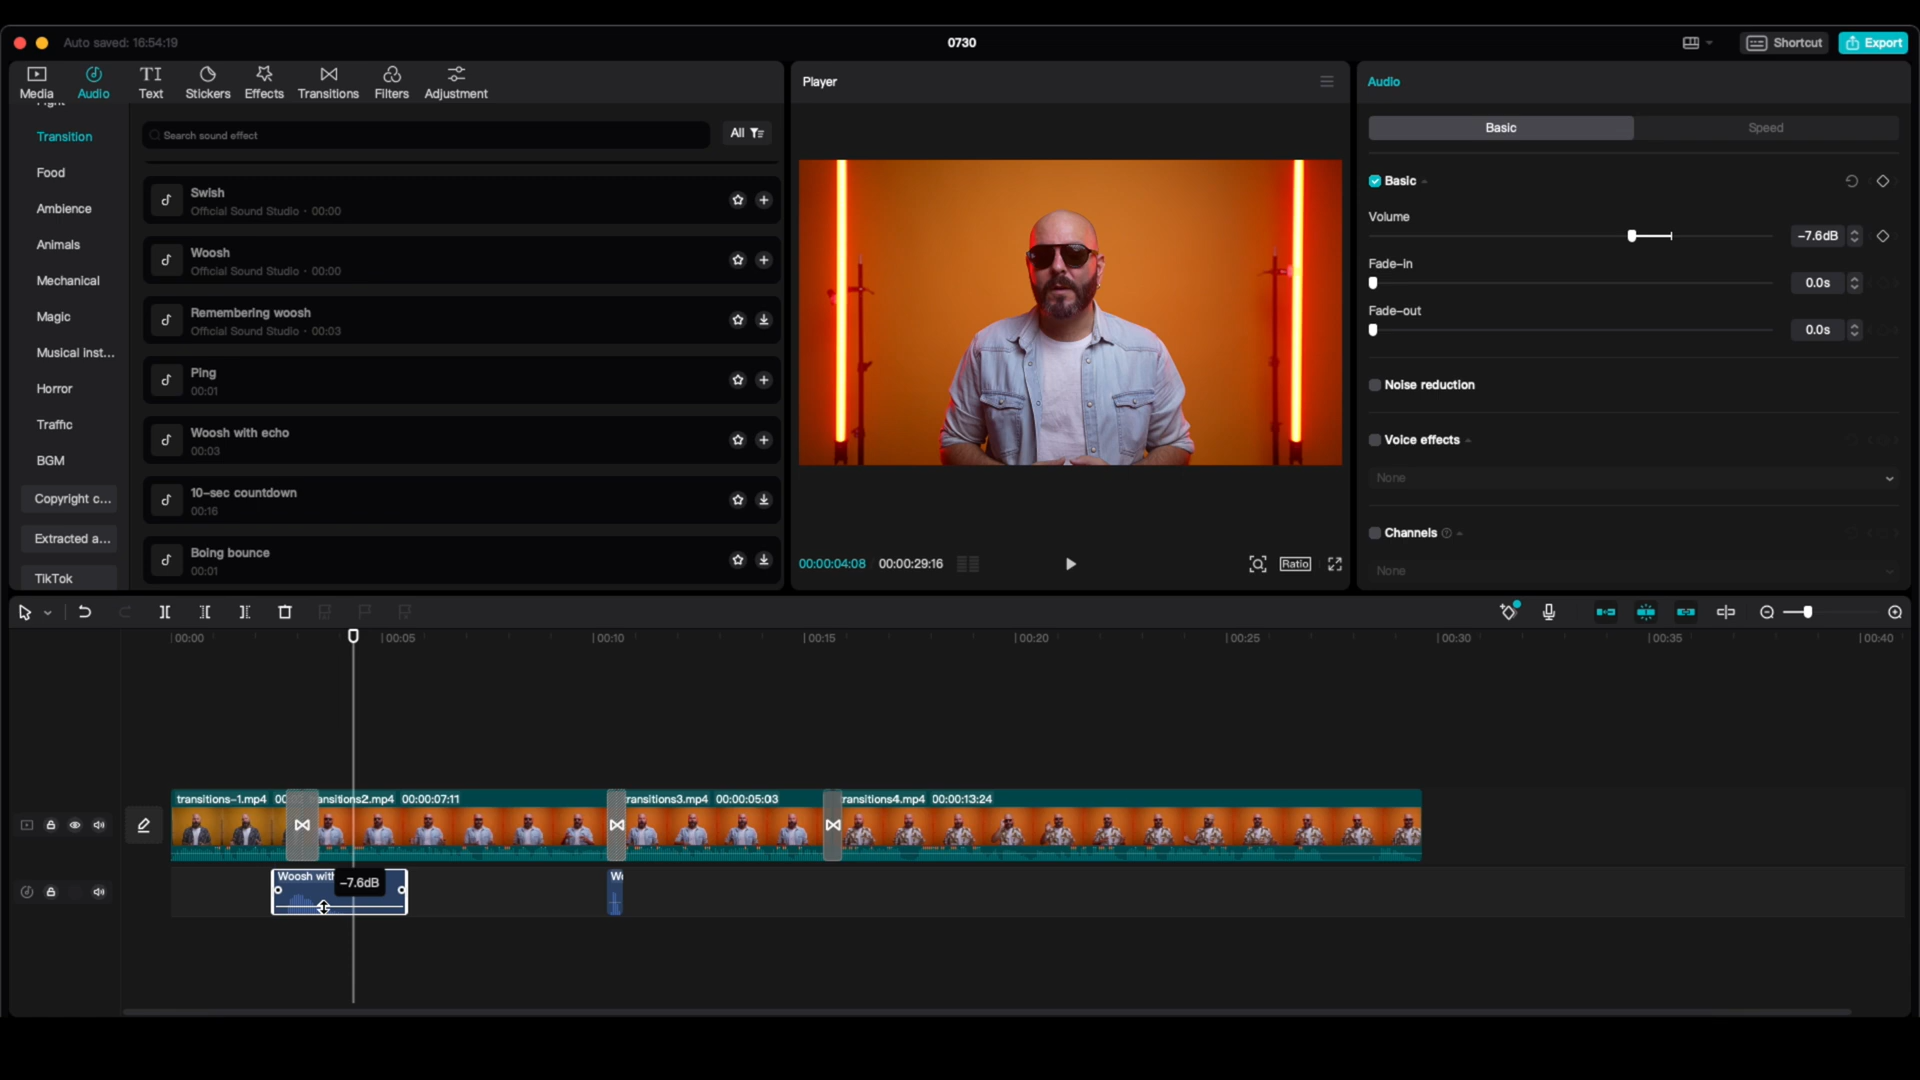 Auto saved: 16:54:19
0730
Shortcut
Export
Media
Audio
Text
Stickers
Effects
Transitions
Filters
Adjustment
Transition
Food
Ambience
Animals
Mechanical
Magic
Musical inst...
Horror
Traffic
BGM
Copyright c...
Extracted a...
TikTok
Search sound effect
All
Swish
Official Sound Studio • 00:00
Woosh
Official Sound Studio • 00:00
Remembering woosh
Official Sound Studio • 00:03
Ping
00:01
Woosh with echo
00:03
10-sec countdown
00:16
Boing bounce
00:01
Player
00:00:04:08
00:00:29:16
Ratio
Audio
Basic
Speed
Basic
Volume
-7.6dB
Fade-in
0.0s
Fade-out
0.0s
Noise reduction
Voice effects
None
Channels
None
00:00
00:05
00:10
00:15
00:20
00:25
00:30
00:35
00:40
transitions-1.mp4 00
ansitions2.mp4 00:00:07:11
ransitions3.mp4 00:00:05:03
ransitions4.mp4 00:00:13:24
Woosh with
-7.6dB